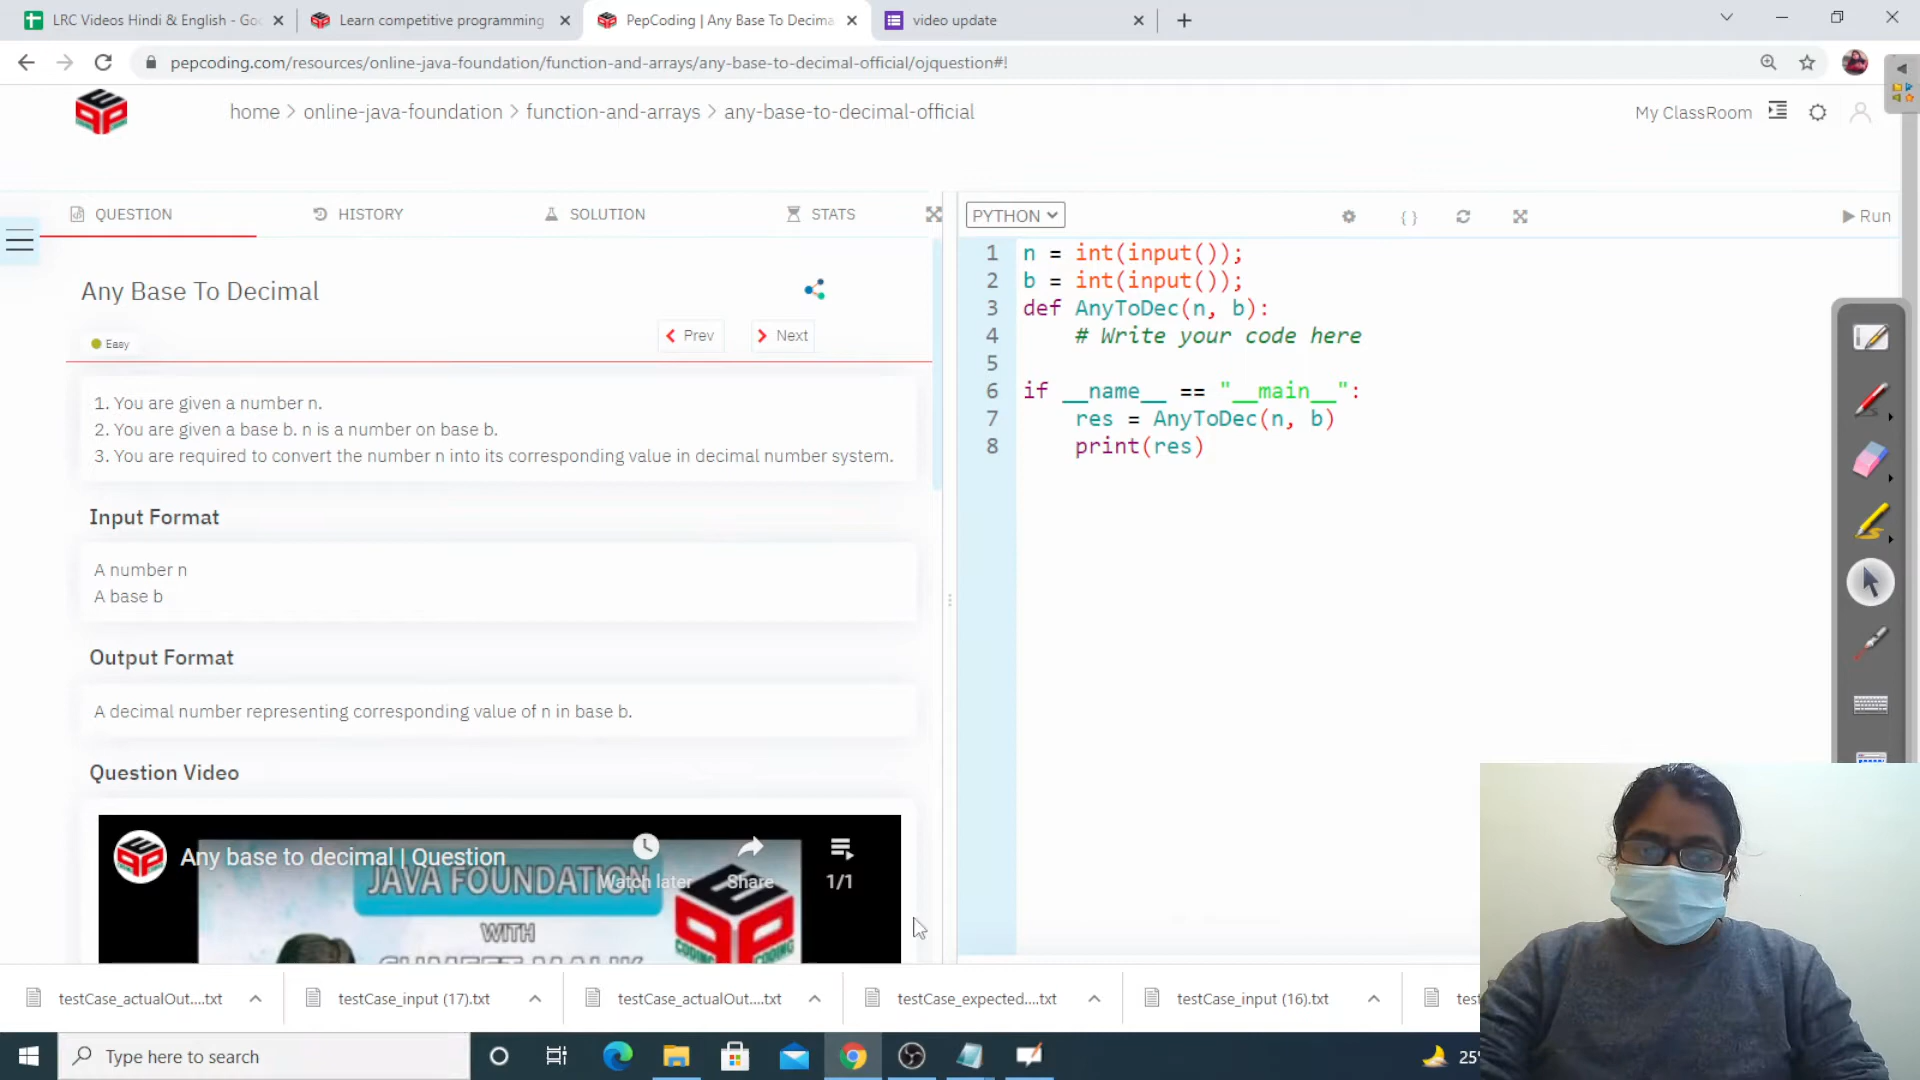 LRC Videos Hindi & English - Goo
Learn competitive programming
PepCoding | Any Base To Decima
video update
pepcoding.com/resources/online-java-foundation/function-and-arrays/any-base-to-decimal-official/ojquestion#!
home > online-java-foundation > function-and-arrays > any-base-to-decimal-official
My ClassRoom
QUESTION
HISTORY
SOLUTION
STATS
PYTHON
Run
Any Base To Decimal
Easy
Prev
Next
1. You are given a number n.
2. You are given a base b. n is a number on base b.
3. You are required to convert the number n into its corresponding value in decimal number system.
Input Format
A number n
A base b
Output Format
A decimal number representing corresponding value of n in base b.
Question Video
Any base to decimal | Question
Watch later
Share
1/1
JAVA FOUNDATION
WITH
SUMEET MALIK
CODING
1 n = int(input());
2 b = int(input());
3 def AnyToDec(n, b):
4 # Write your code here
5
6 if __name__ == "__main__":
7 res = AnyToDec(n, b)
8 print(res)
testCase_actualOut....txt
testCase_input (17).txt
testCase_actualOut....txt
testCase_expected....txt
testCase_input (16).txt
Type here to search